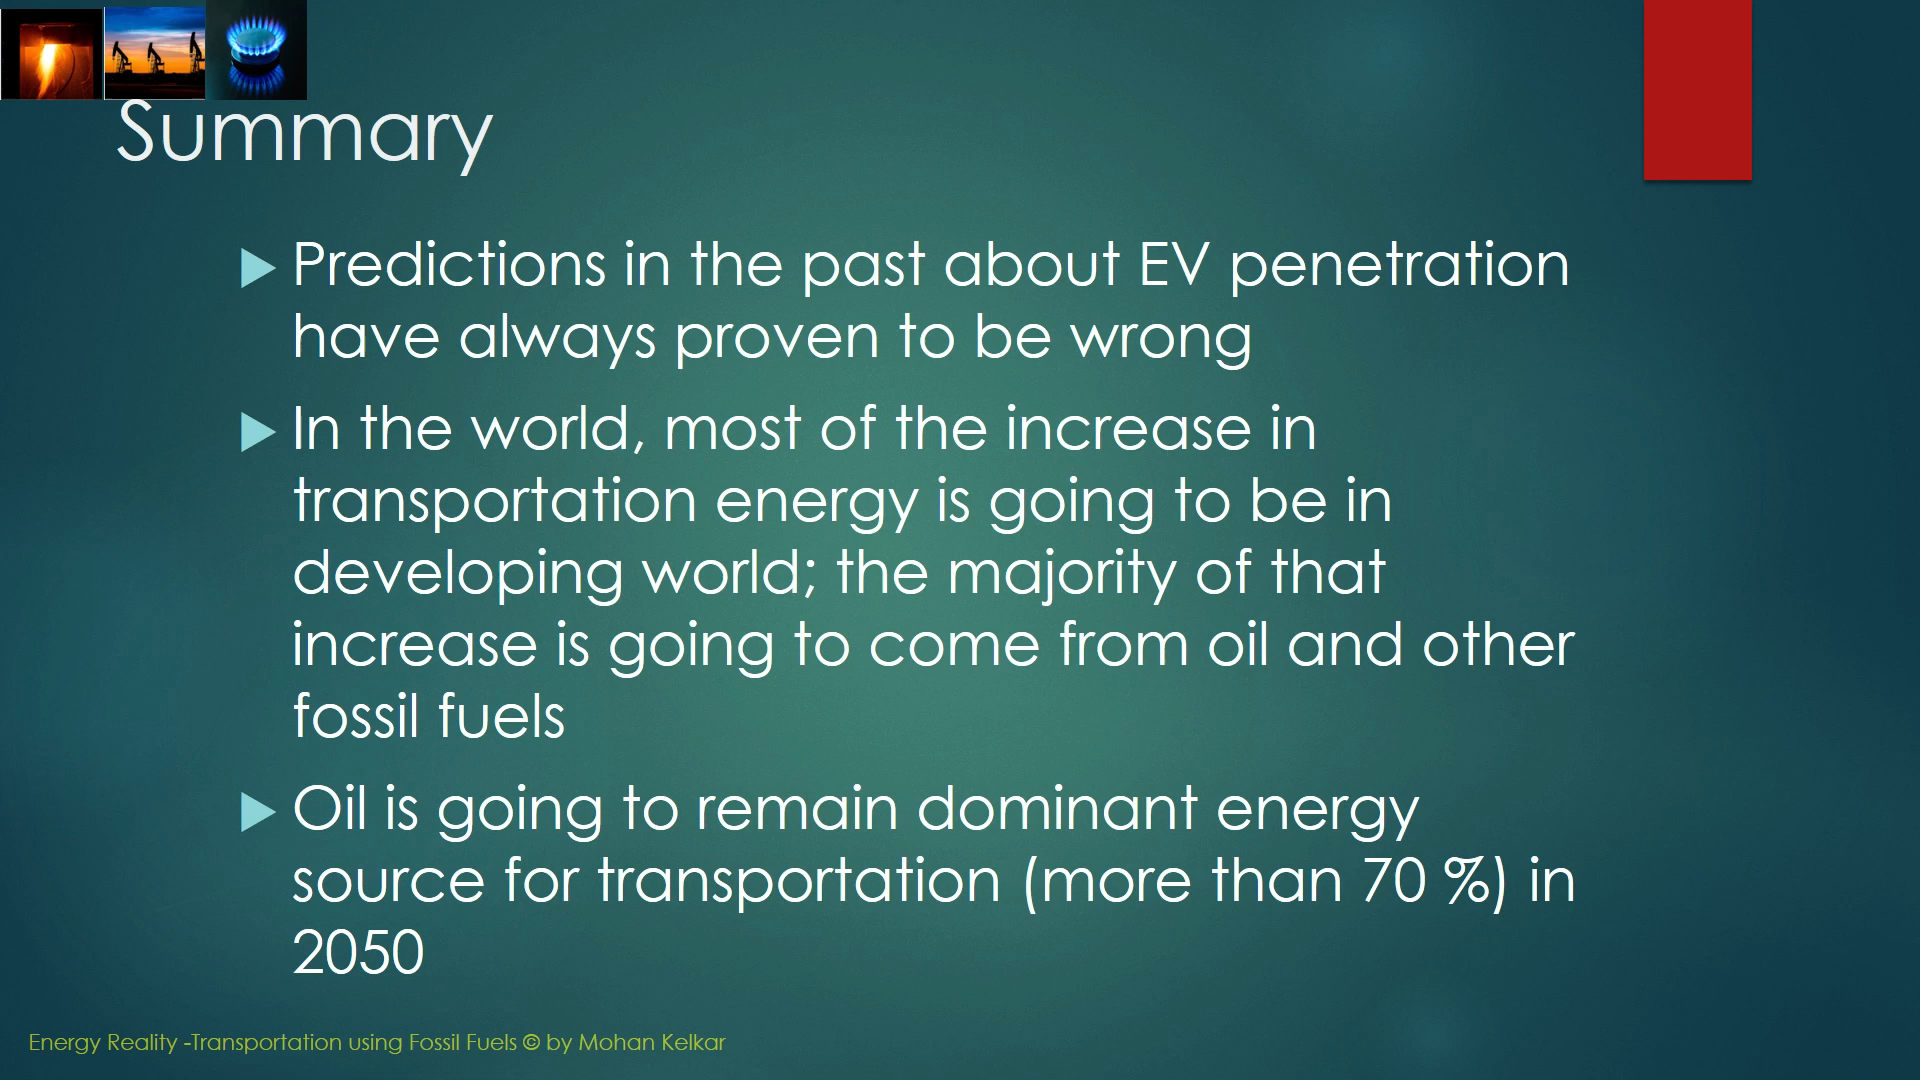 Summary
Predictions in the past about EV penetration
have always proven to be wrong
In the world, most of the increase in
transportation energy is going to be in
developing world; the majority of that
increase is going to come from oil and other
fossil fuels
Oil is going to remain dominant energy
source for transportation (more than 70 %) in
2050
Energy Reality -Transportation using Fossil Fuels © by Mohan Kelkar